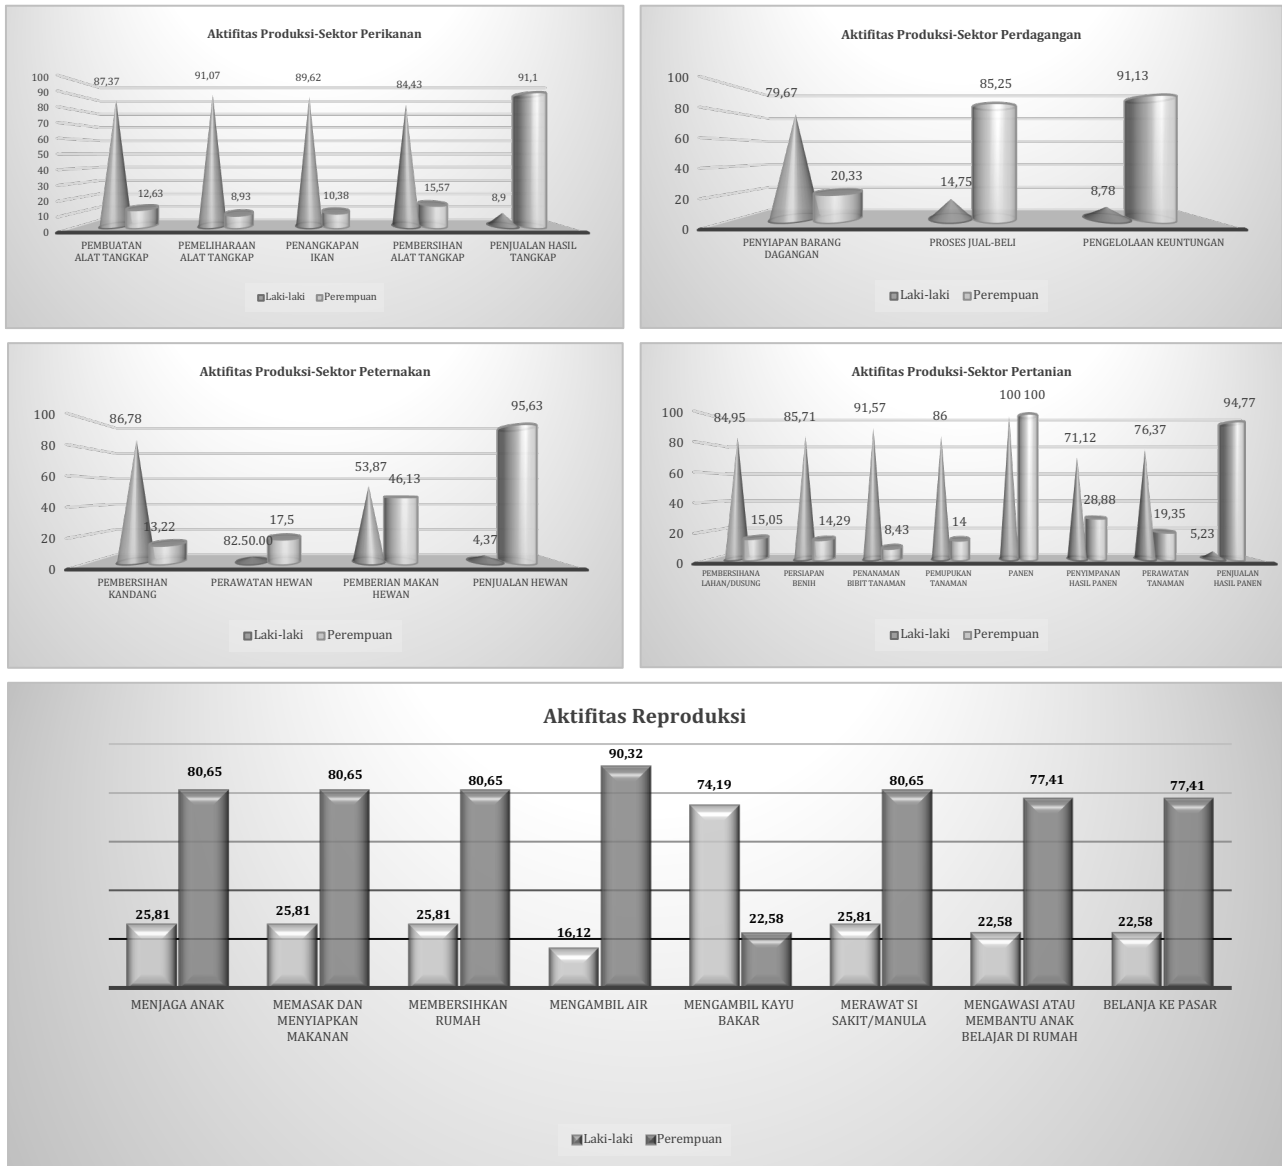 Aktifitas Produksi-Sektor Perikanan
87,37
91,07
89,62
84,43
91,1
12,63
8,93
10,38
15,57
8,9
100
90
80
70
60
50
40
30
20
10
0
PEMBUATAN
ALAT TANGKAP
PEMELIHARAAN
ALAT TANGKAP
PENANGKAPAN
IKAN
PEMBERSIHAN
ALAT TANGKAP
PENJUALAN HASIL
TANGKAP
Laki-laki Perempuan
Aktifitas Produksi-Sektor Perdagangan
79,67
85,25
91,13
20,33
14,75
8,78
100
80
60
40
20
0
PENYIAPAN BARANG
DAGANGAN
PROSES JUAL-BELI
PENGELOLAAN KEUNTUNGAN
Laki-laki Perempuan
Aktifitas Produksi-Sektor Peternakan
86,78
95,63
53,87
46,13
13,22
82.50.00
17,5
4,37
100
80
60
40
20
0
PEMBERSIHAN
KANDANG
PERAWATAN HEWAN
PEMBERIAN MAKAN
HEWAN
PENJUALAN HEWAN
Laki-laki Perempuan
Aktifitas Produksi-Sektor Pertanian
84,95
85,71
91,57
86
100 100
71,12
76,37
94,77
15,05
14,29
8,43
14
28,88
19,35
5,23
100
80
60
40
20
0
PEMBERSIHANA
LAHAN/DUSUNG
PERSIAPAN
BENIH
PENANAMAN
BIBIT TANAMAN
PEMUPUKAN
TANAMAN
PANEN
PENYIMPANAN
HASIL PANEN
PERAWATAN
TANAMAN
PENJUALAN
HASIL PANEN
Laki-laki Perempuan
Aktifitas Reproduksi
25,81
80,65
25,81
80,65
25,81
80,65
16,12
90,32
74,19
22,58
25,81
80,65
22,58
77,41
22,58
77,41
MENJAGA ANAK
MEMASAK DAN
MENYIAPKAN
MAKANAN
MEMBERSIHKAN
RUMAH
MENGAMBIL AIR
MENGAMBIL KAYU
BAKAR
MERAWAT SI
SAKIT/MANULA
MENGAWASI ATAU
MEMBANTU ANAK
BELAJAR DI RUMAH
BELANJA KE PASAR
Laki-laki Perempuan